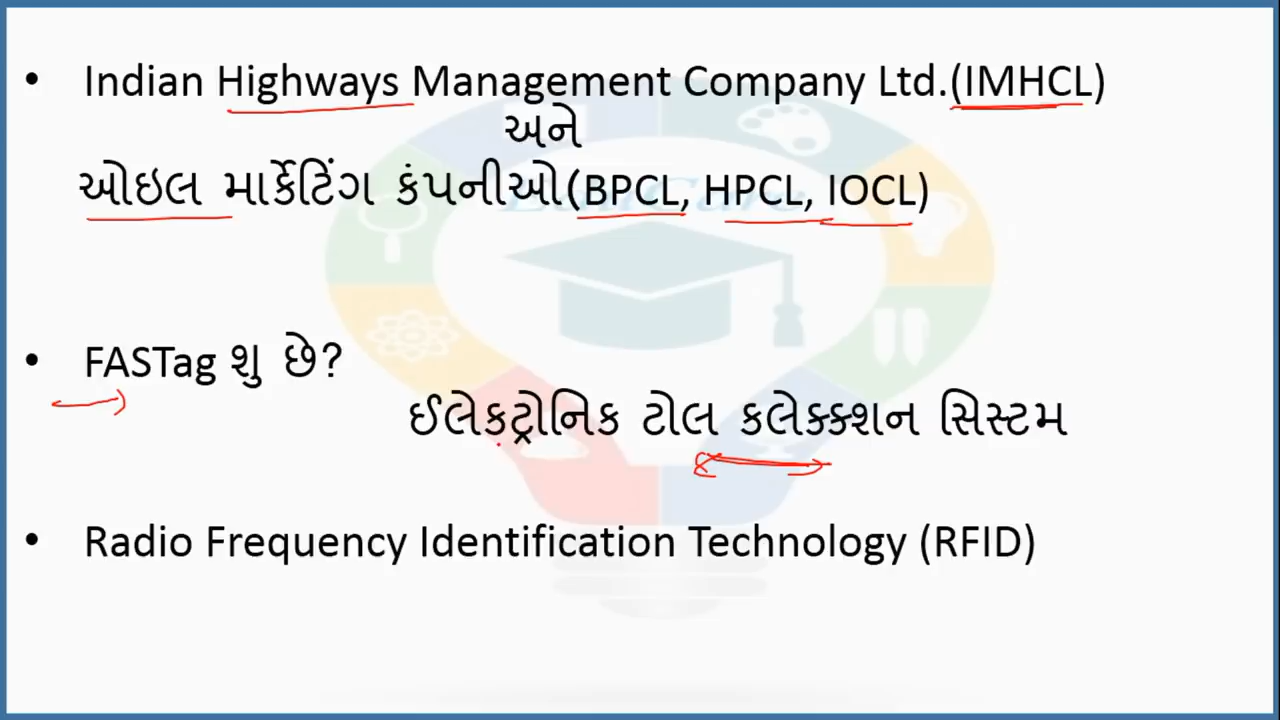 • Indian Highways Management Company Ltd.(IMHCL)
અને
ઓઇલ માર્કેટિંગ કંપનીઓ(BPCL, HPCL, IOCL)
• FASTag શુ છે?
ઈલેકટ્રોનિક ટોલ કલેક્ક્શન સિસ્ટમ
• Radio Frequency Identification Technology (RFID)